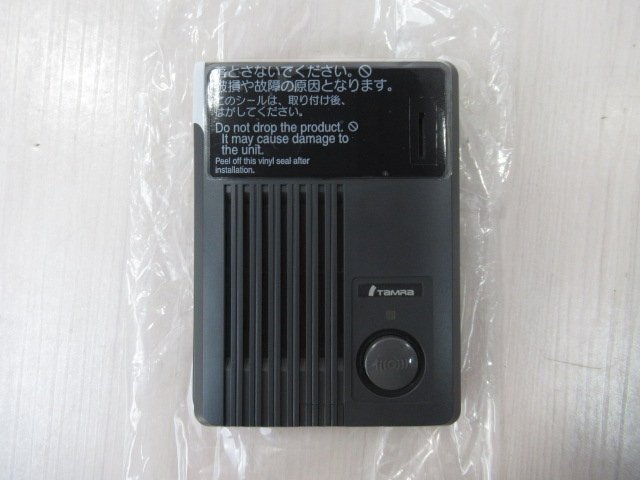 落とさないでください。
破損や故障の原因となります。
このシールは、取り付け後、
はがしてください。
Do not drop the product.
It may cause damage to
the unit.
Peel off this vinyl seal after
installation.
TAMRA